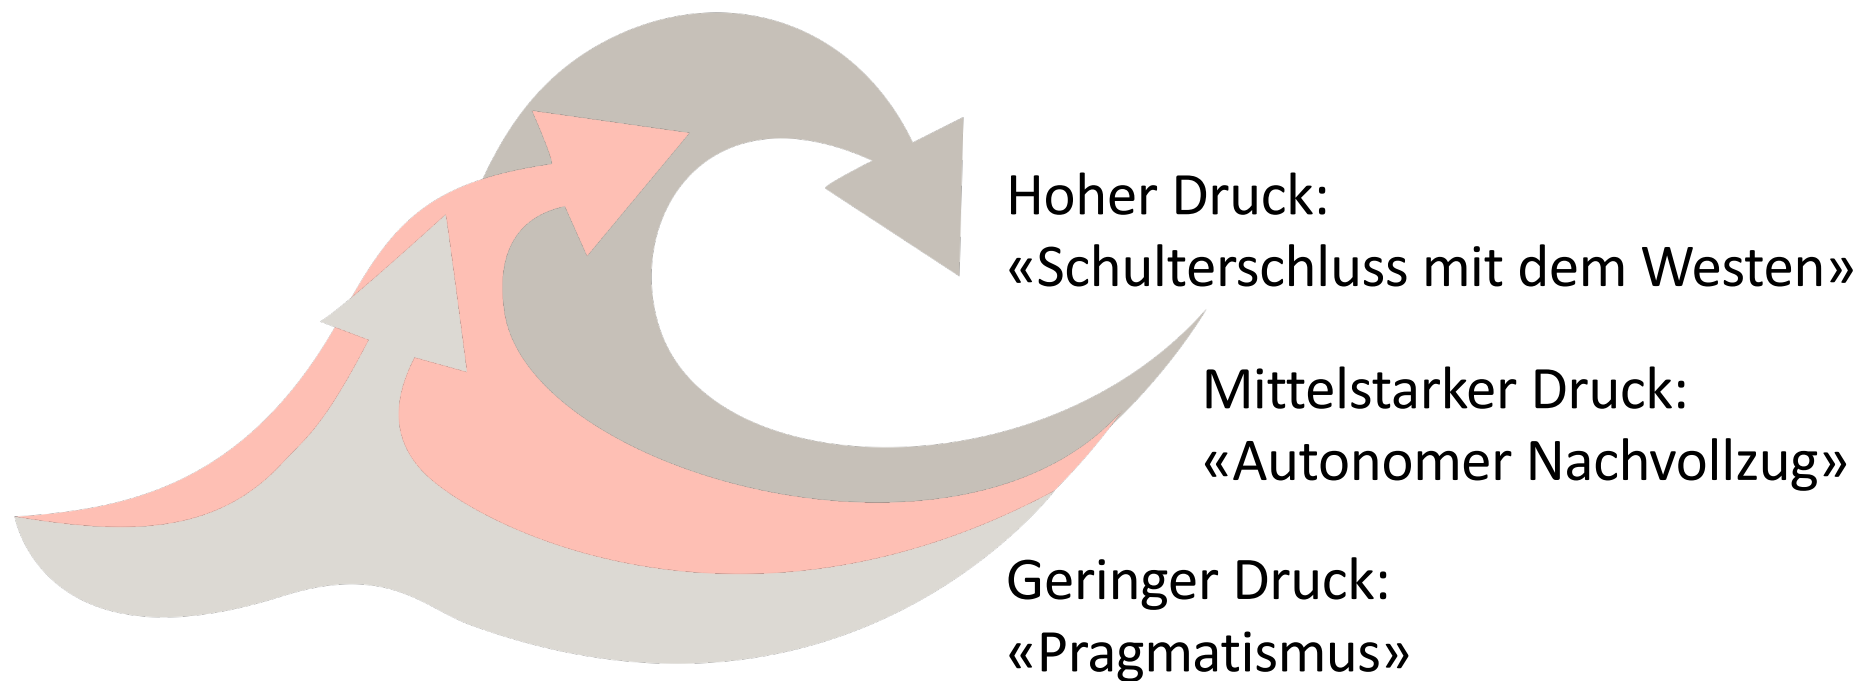 Hoher Druck:
«Schulterschluss mit dem Westen»
Mittelstarker Druck:
«Autonomer Nachvollzug»
Geringer Druck:
«Pragmatismus»